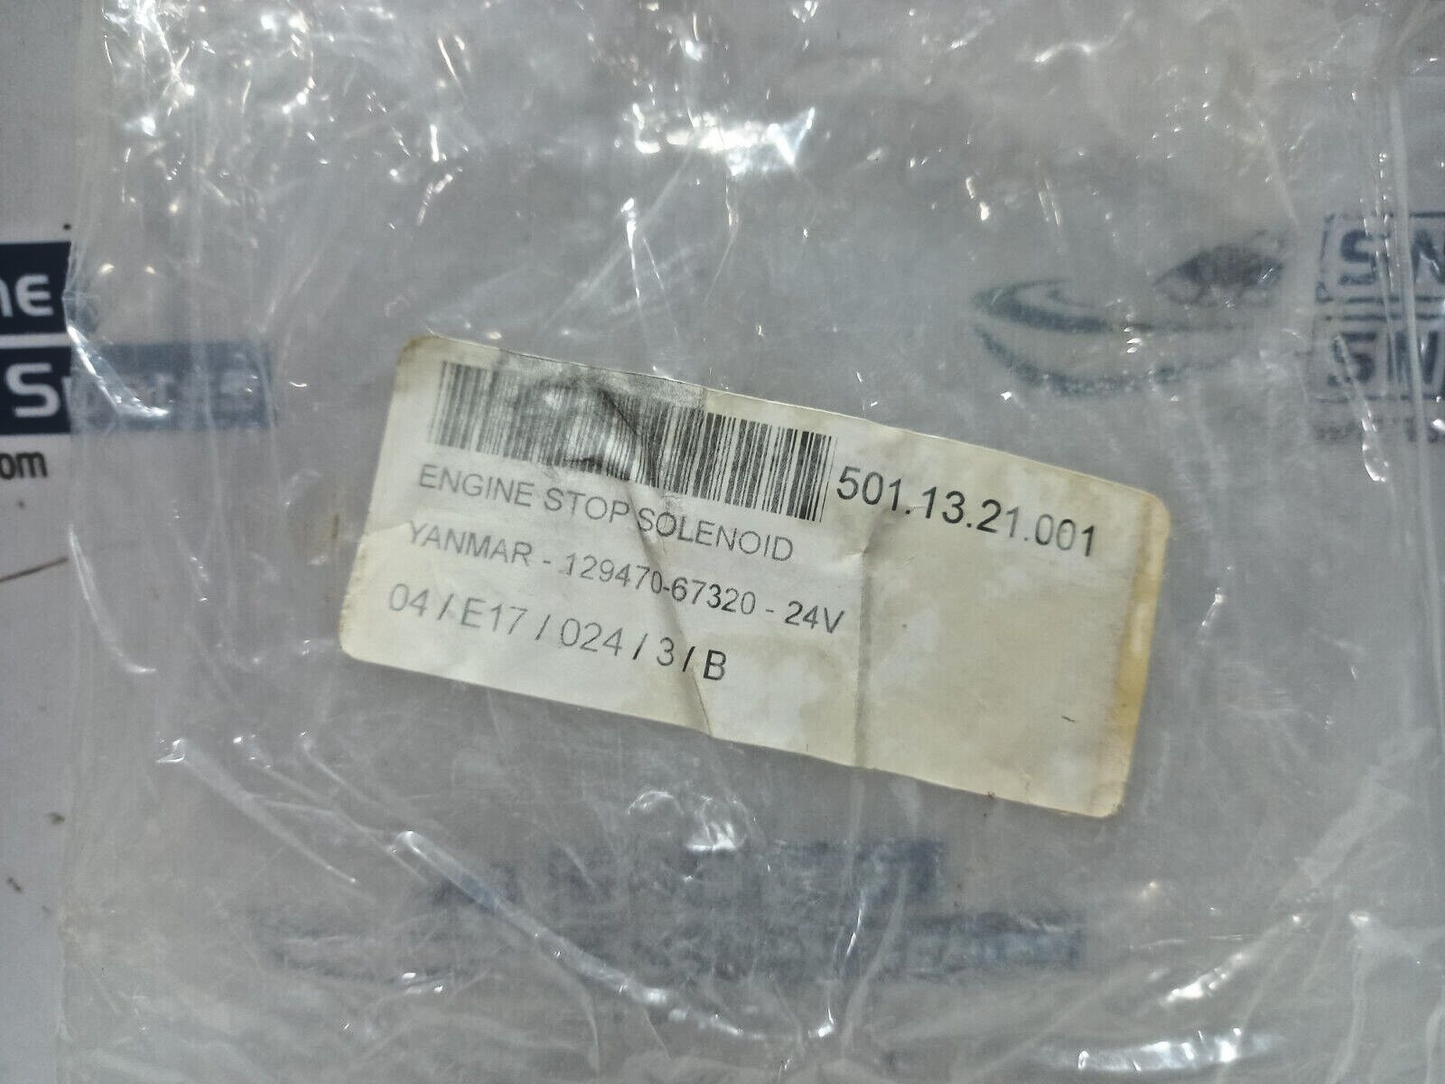 501.13.21.001
ENGINE STOP SOLENOID
YANMAR - 129470-67320 - 24V
04 / E17 / 024 / 3 / B